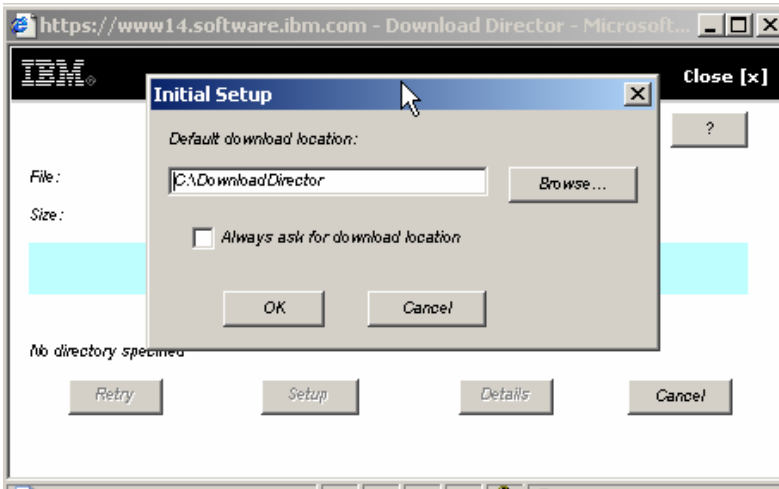 https://www14.software.ibm.com - Download Director - Microsoft...
IBM®
Close [x]
Initial Setup
?
Default download location:
C:\DownloadDirector
Browse...
File:
Size:
Always ask for download location
OK
Cancel
No directory specified
Retry
Setup
Details
Cancel